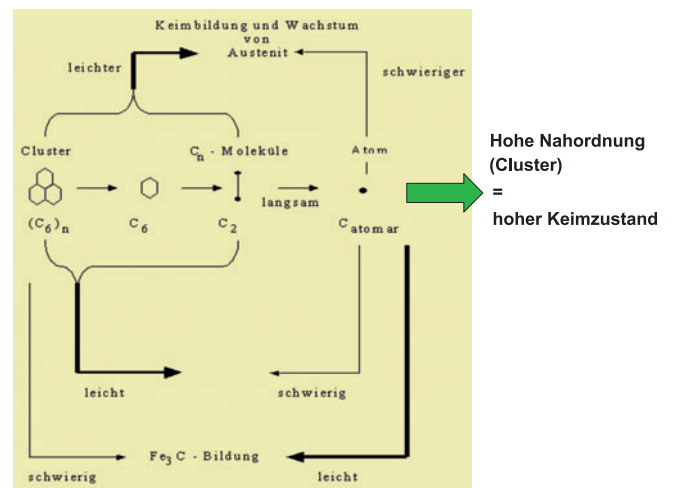 Keimbildung und Wachstum
von
Austenit
leichter
schwieriger
Cluster
Cn - Moleküle
Atom
langsam
(C6)n
C6
C2
Catomar
Hohe Nahordnung
(Cluster)
=
hoher Keimzustand
leicht
schwierig
Fe3C - Bildung
schwierig
leicht